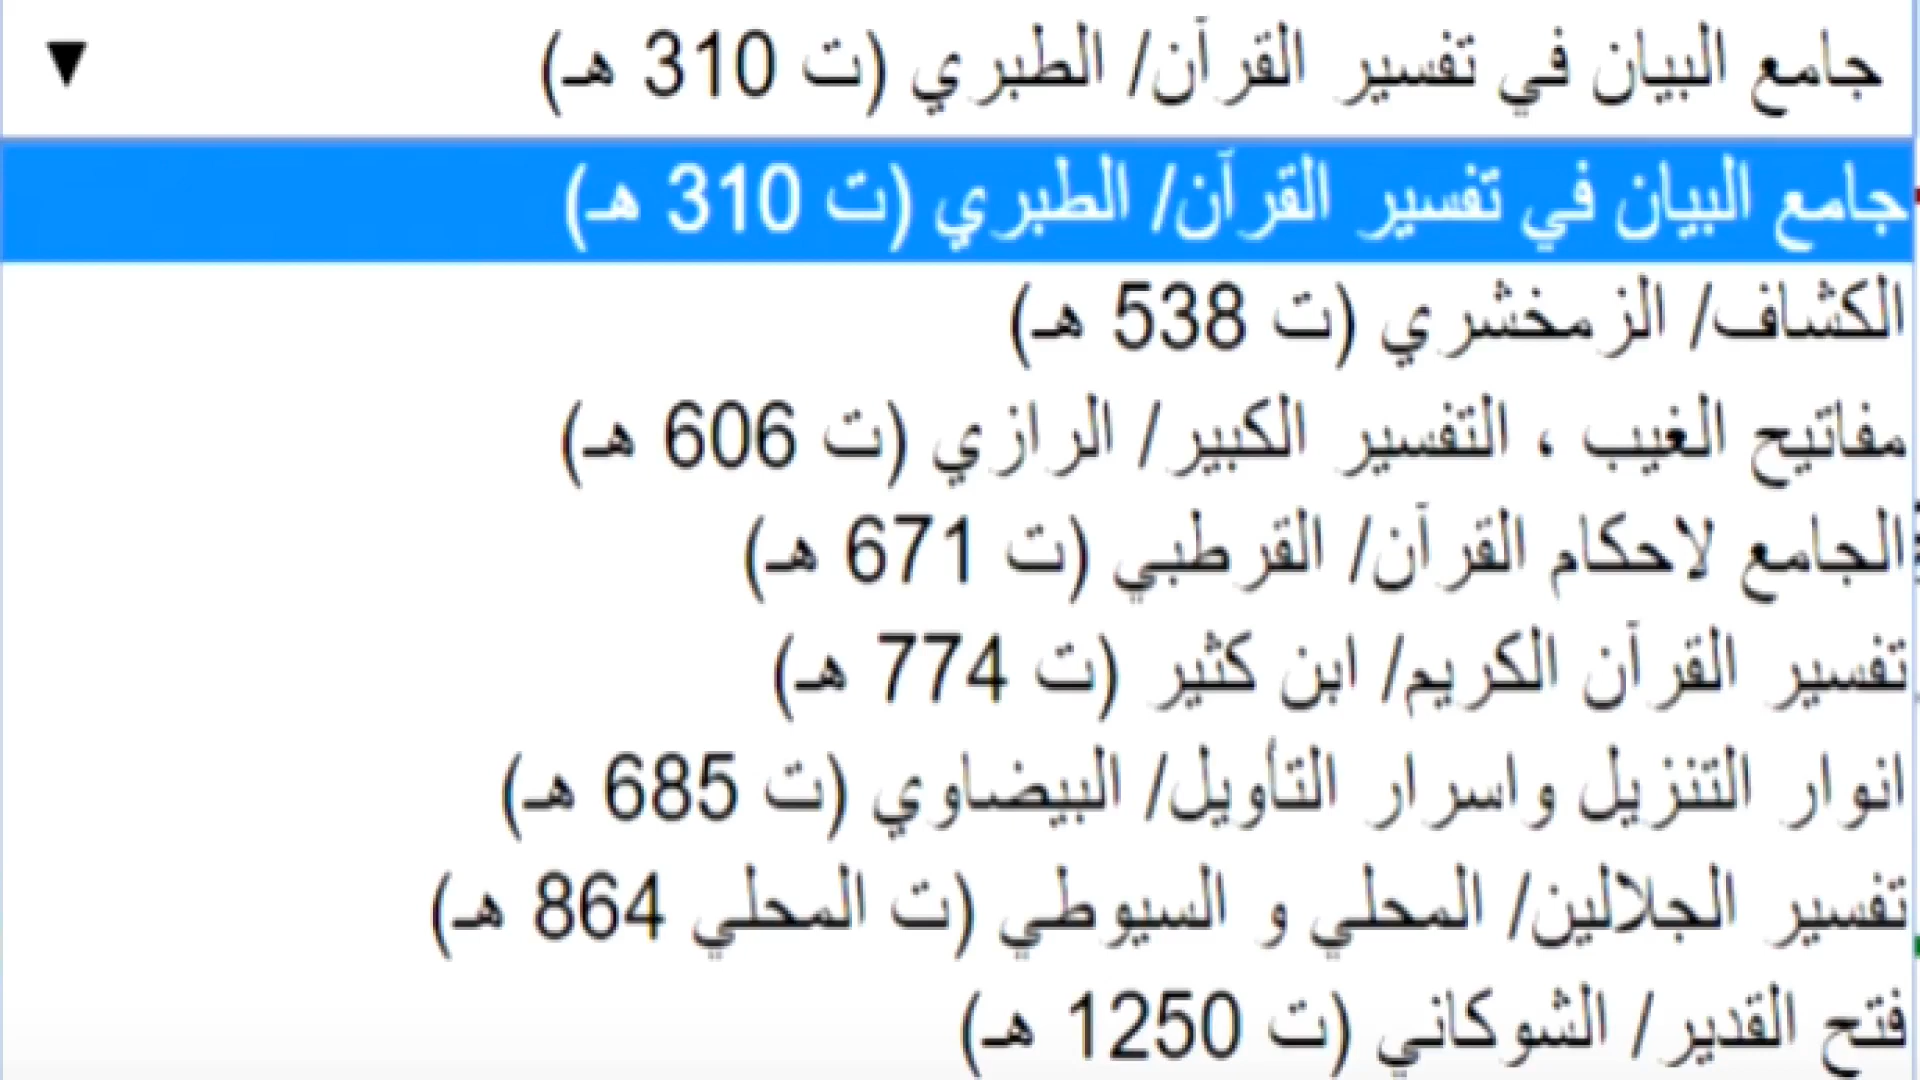 جامع البيان في تفسير القرآن/ الطبري (ت 310 هـ)
جامع البيان في تفسير القرآن/ الطبري (ت 310 هـ)
الكشاف/ الزمخشري (ت 538 هـ)
مفاتيح الغيب ، التفسير الكبير/ الرازي (ت 606 هـ)
الجامع لاحكام القرآن/ القرطبي (ت 671 هـ)
تفسير القرآن الكريم/ ابن كثير (ت 774 هـ)
انوار التنزيل واسرار التأويل/ البيضاوي (ت 685 هـ)
تفسير الجلالين/ المحلي و السيوطي (ت المحلي 864 هـ)
فتح القدير/ الشوكاني (ت 1250 هـ)